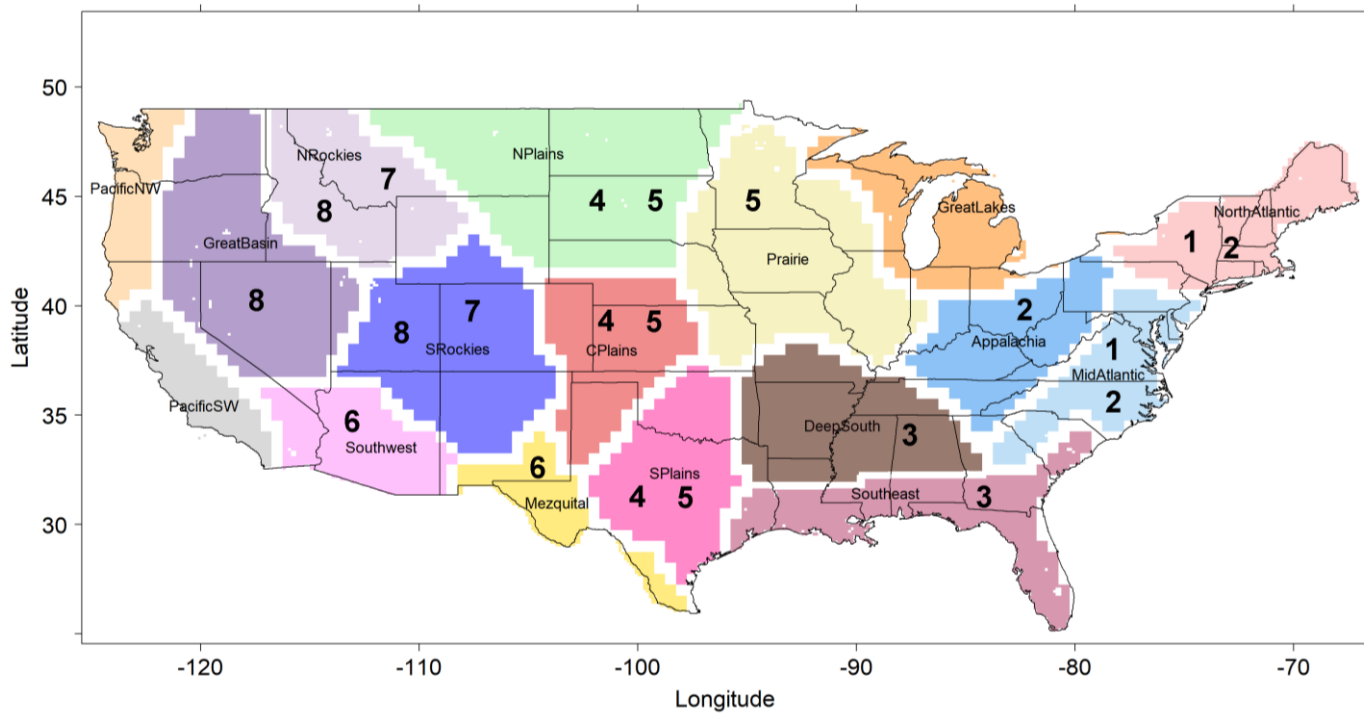 50
45
40
35
30
Latitude
-120
-110
-100
-90
-80
-70
Longitude
NRockies
7
NPlains
PacificNW
8
4
5
5
GreatLakes
NorthAtlantic
1
2
GreatBasin
Prairie
8
8
7
SRockies
4
5
CPlains
2
Appalachia
1
MidAtlantic
2
PacificSW
6
Southwest
DeepSouth
3
6
Mezquital
SPlains
4
5
Southeast
3